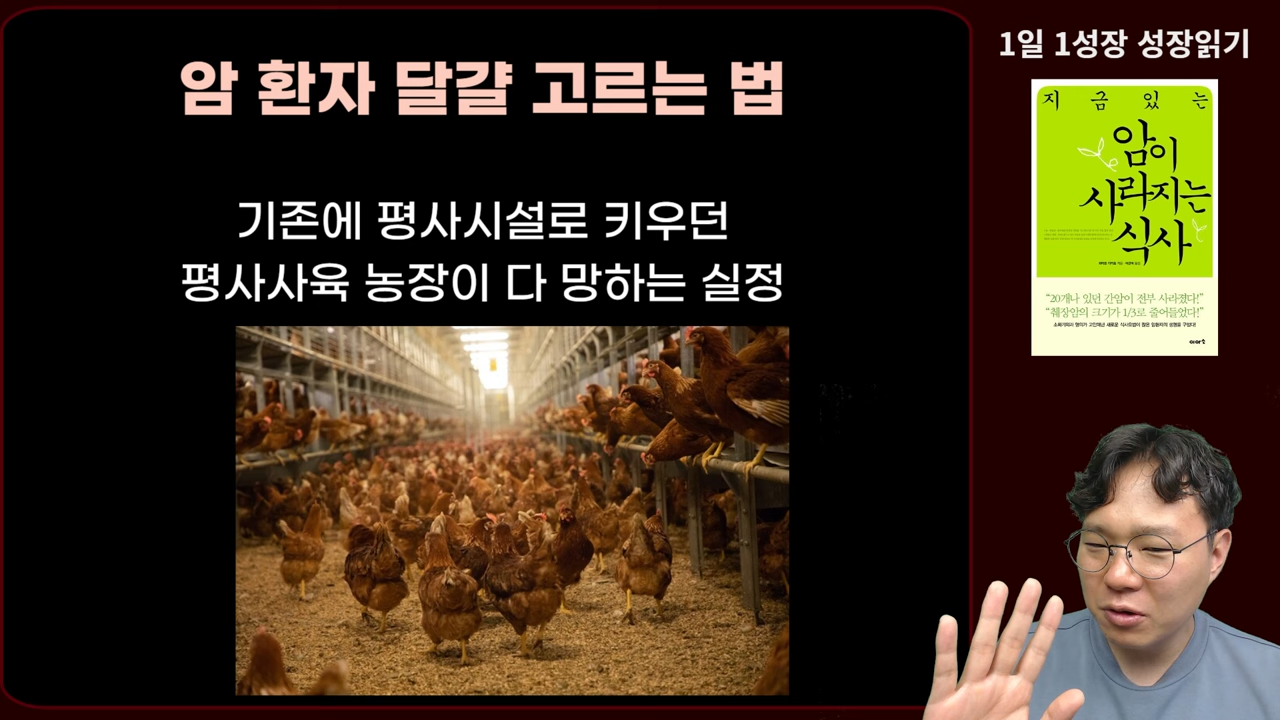 암 환자 달걀 고르는 법
기존에 평사시설로 키우던
평사사육 농장이 다 망하는 실정
1일 1성장 성장읽기
지금있는
암이
사라지는
식사
“20개나 있던 간암이 전부 사라졌다!”
“췌장암의 크기가 1/3로 줄어들었다!”